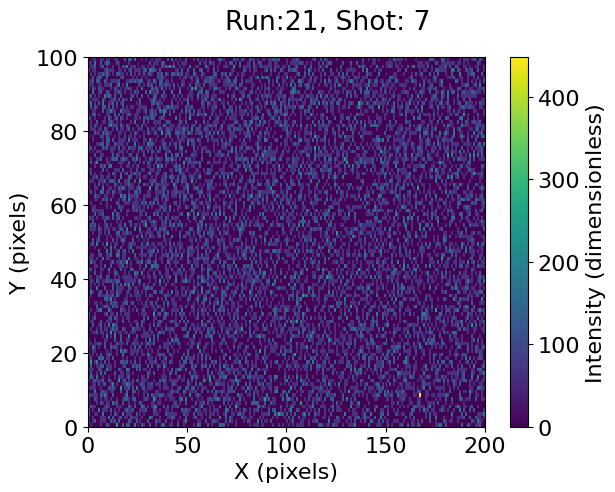 Run:21, Shot: 7
100
80
60
40
20
0
Y (pixels)
0 50 100 150 200
X (pixels)
400
300
200
100
0
Intensity (dimensionless)